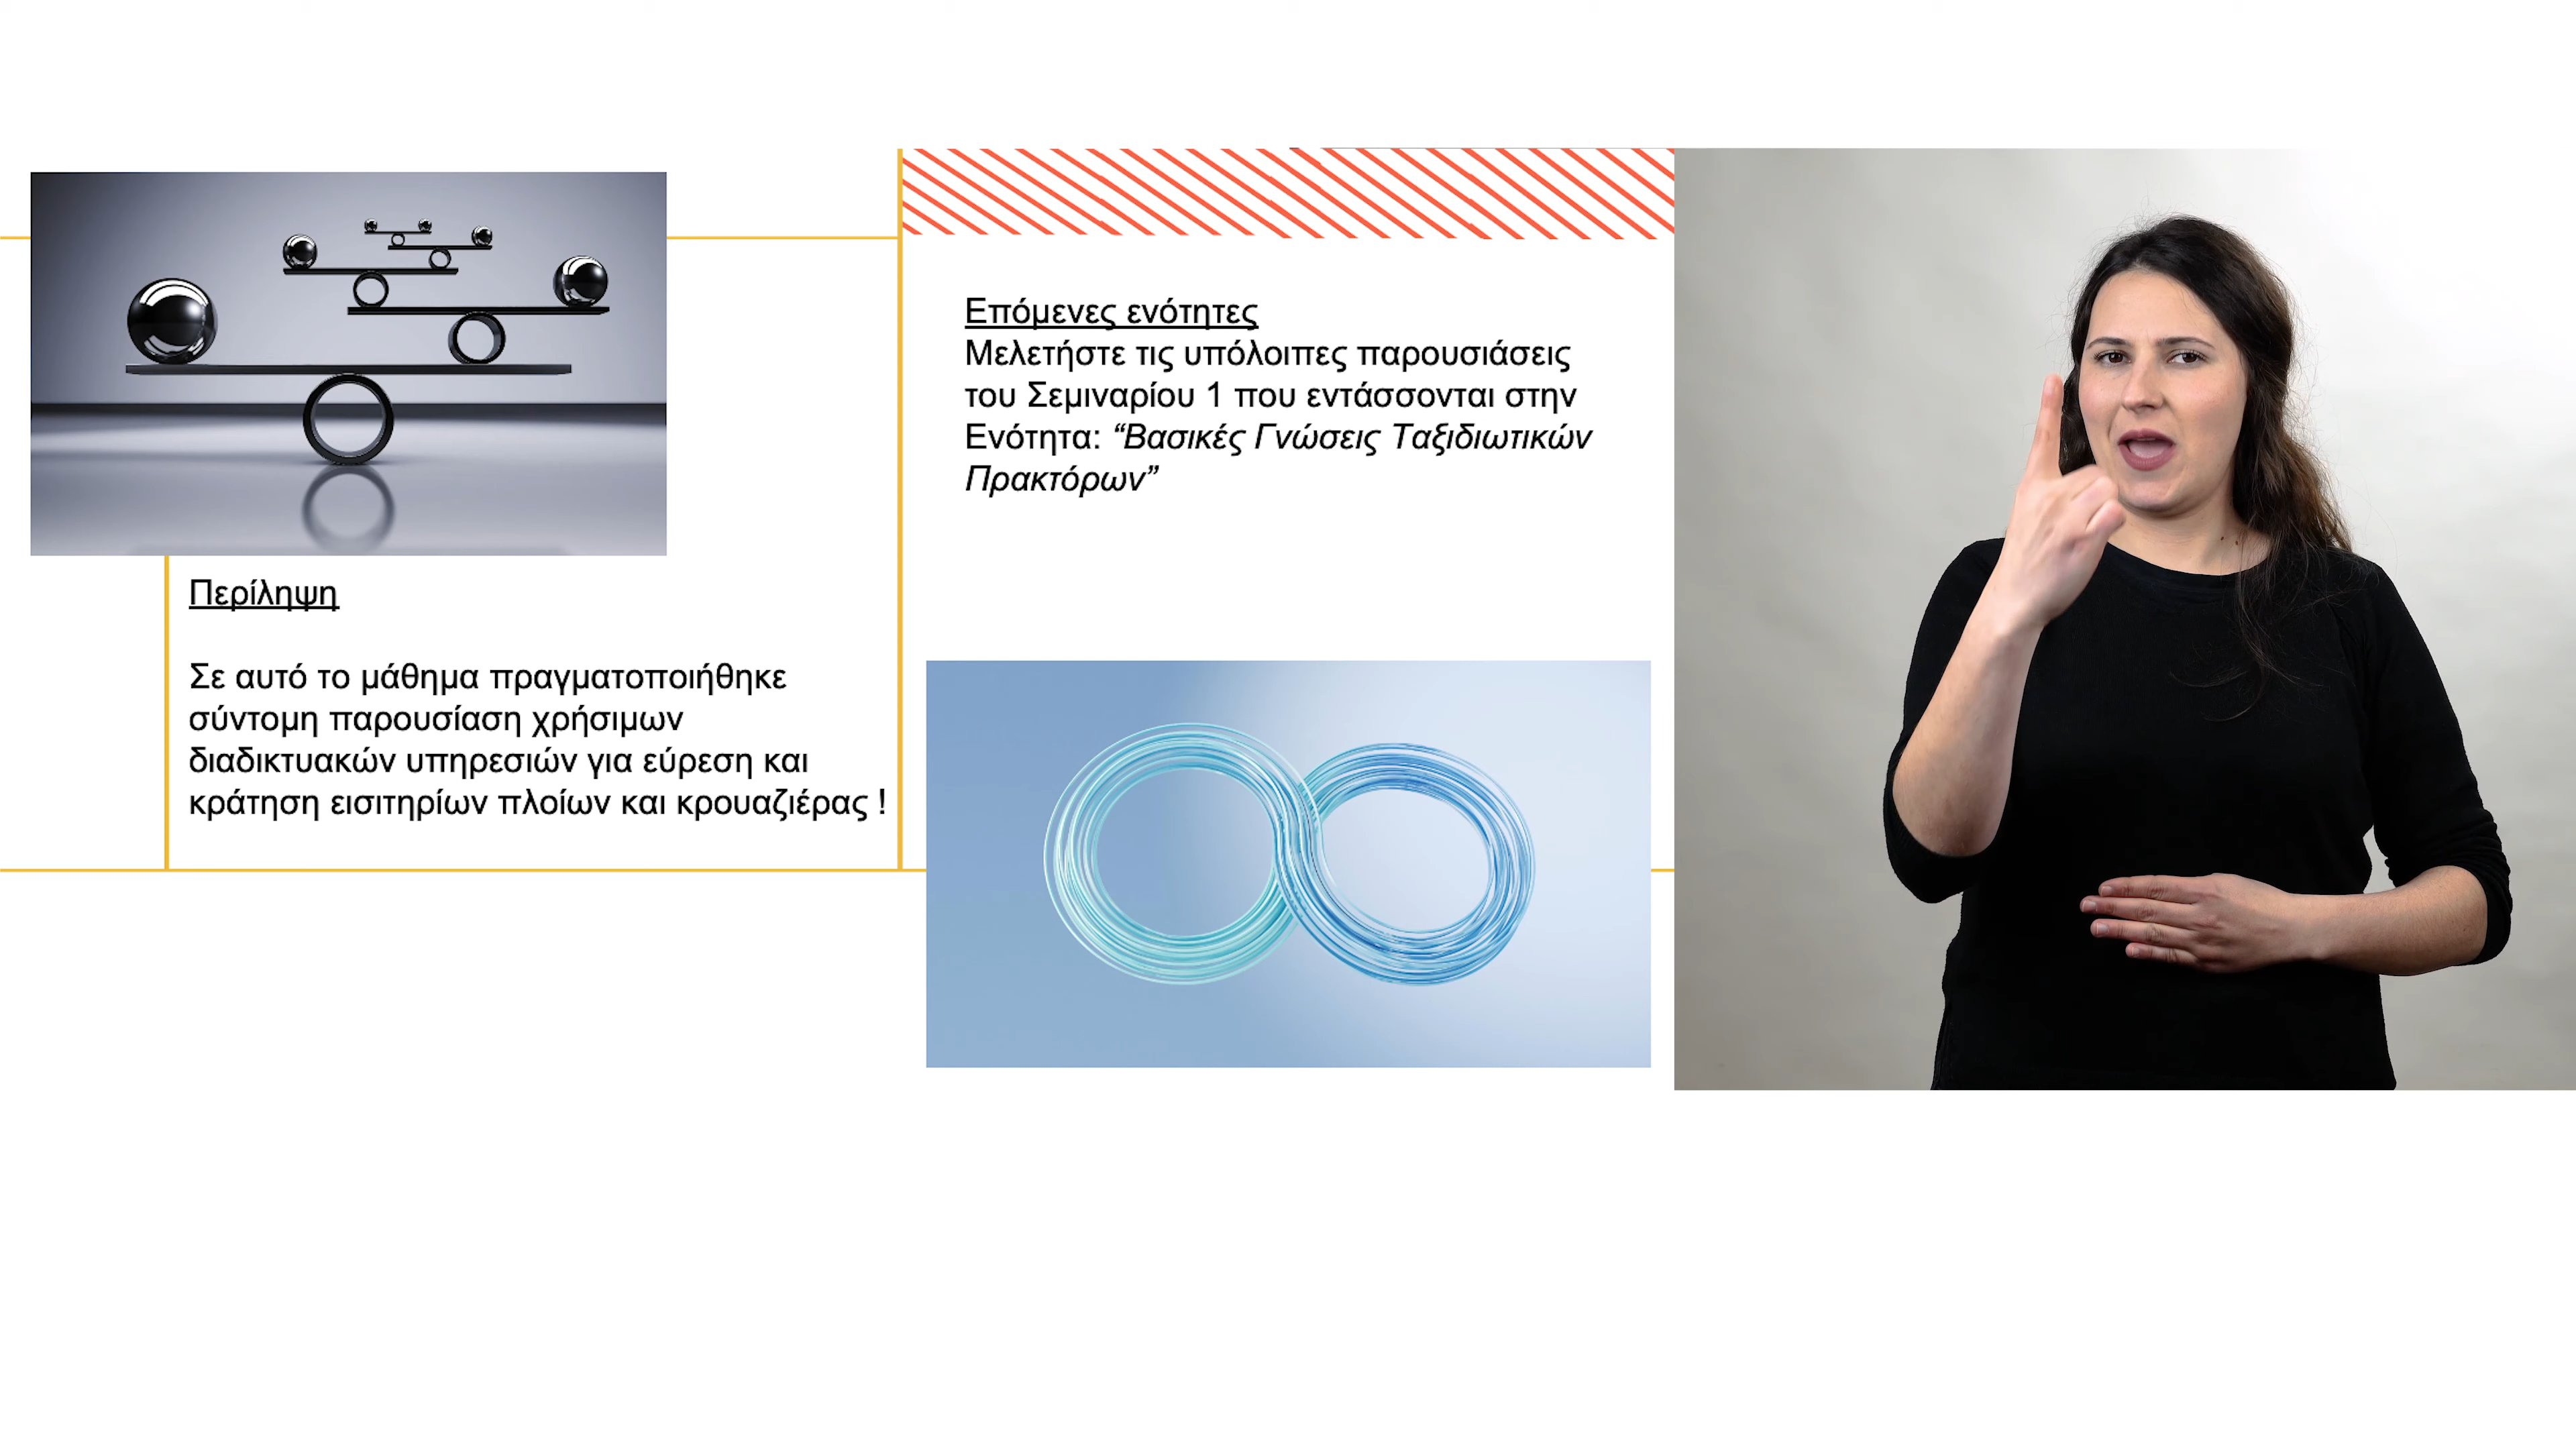 Περίληψη
Σε αυτό το μάθημα πραγματοποιήθηκε
σύντομη παρουσίαση χρήσιμων
διαδικτυακών υπηρεσιών για εύρεση και
κράτηση εισιτηρίων πλοίων και κρουαζιέρας !
Επόμενες ενότητες
Μελετήστε τις υπόλοιπες παρουσιάσεις
του Σεμιναρίου 1 που εντάσσονται στην
Ενότητα: “Βασικές Γνώσεις Ταξιδιωτικών
Πρακτόρων”